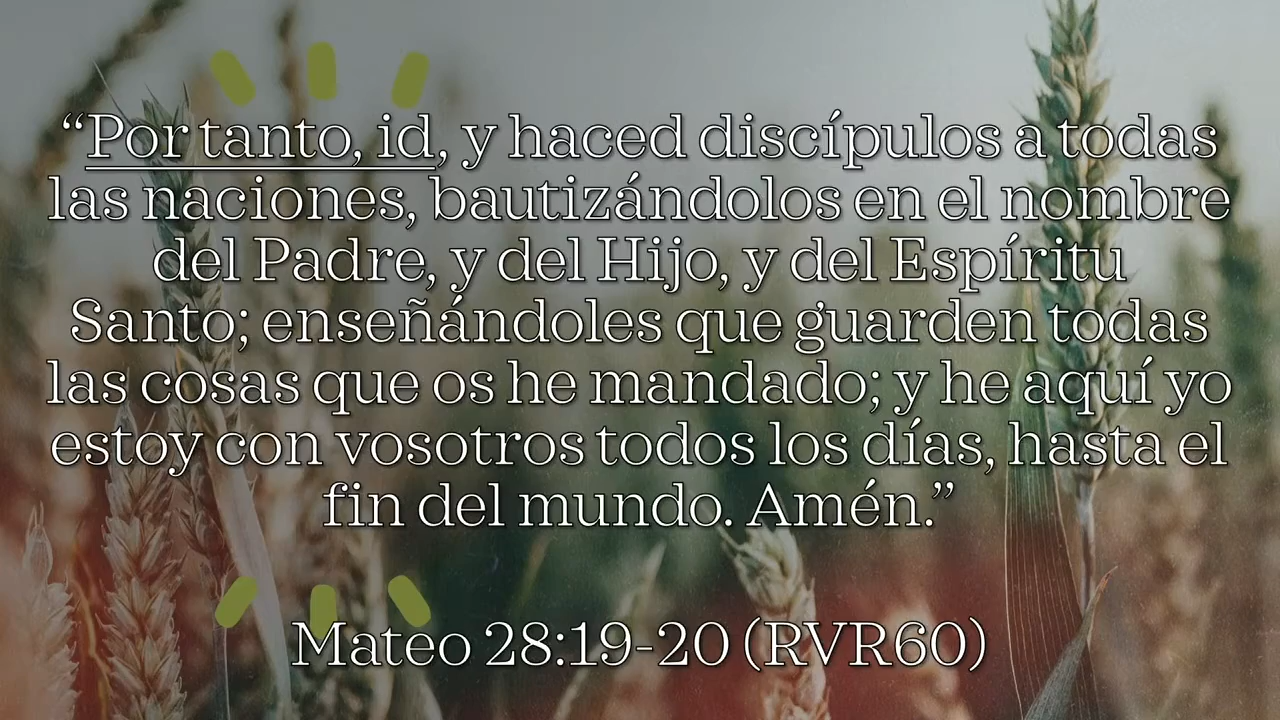 “Por tanto, id, y haced discípulos a todas
las naciones, bautizándolos en el nombre
del Padre, y del Hijo, y del Espíritu
Santo; enseñándoles que guarden todas
las cosas que os he mandado; y he aquí yo
estoy con vosotros todos los días, hasta el
fin del mundo. Amén.”
Mateo 28:19-20 (RVR60)